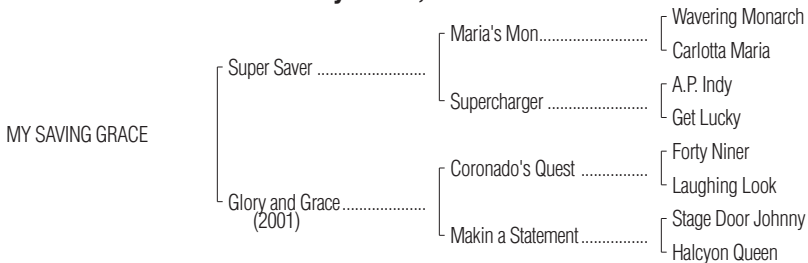 Wavering Monarch
Maria's Mon
Carlotta Maria
Super Saver
A.P. Indy
Supercharger
Get Lucky
MY SAVING GRACE
Forty Niner
Coronado's Quest
Laughing Look
Glory and Grace
(2001)
Stage Door Johnny
Makin a Statement
Halcyon Queen